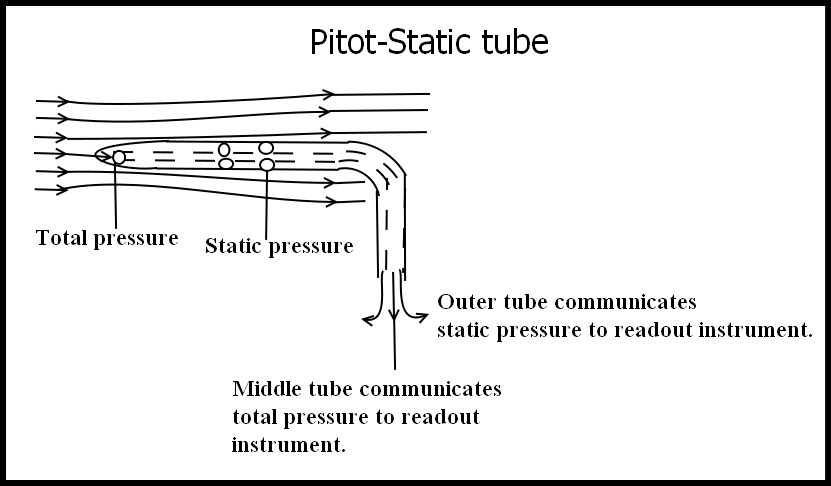 Pitot-Static tube
Total pressure
Static pressure
Outer tube communicates
static pressure to readout instrument.
Middle tube communicates
total pressure to readout
instrument.